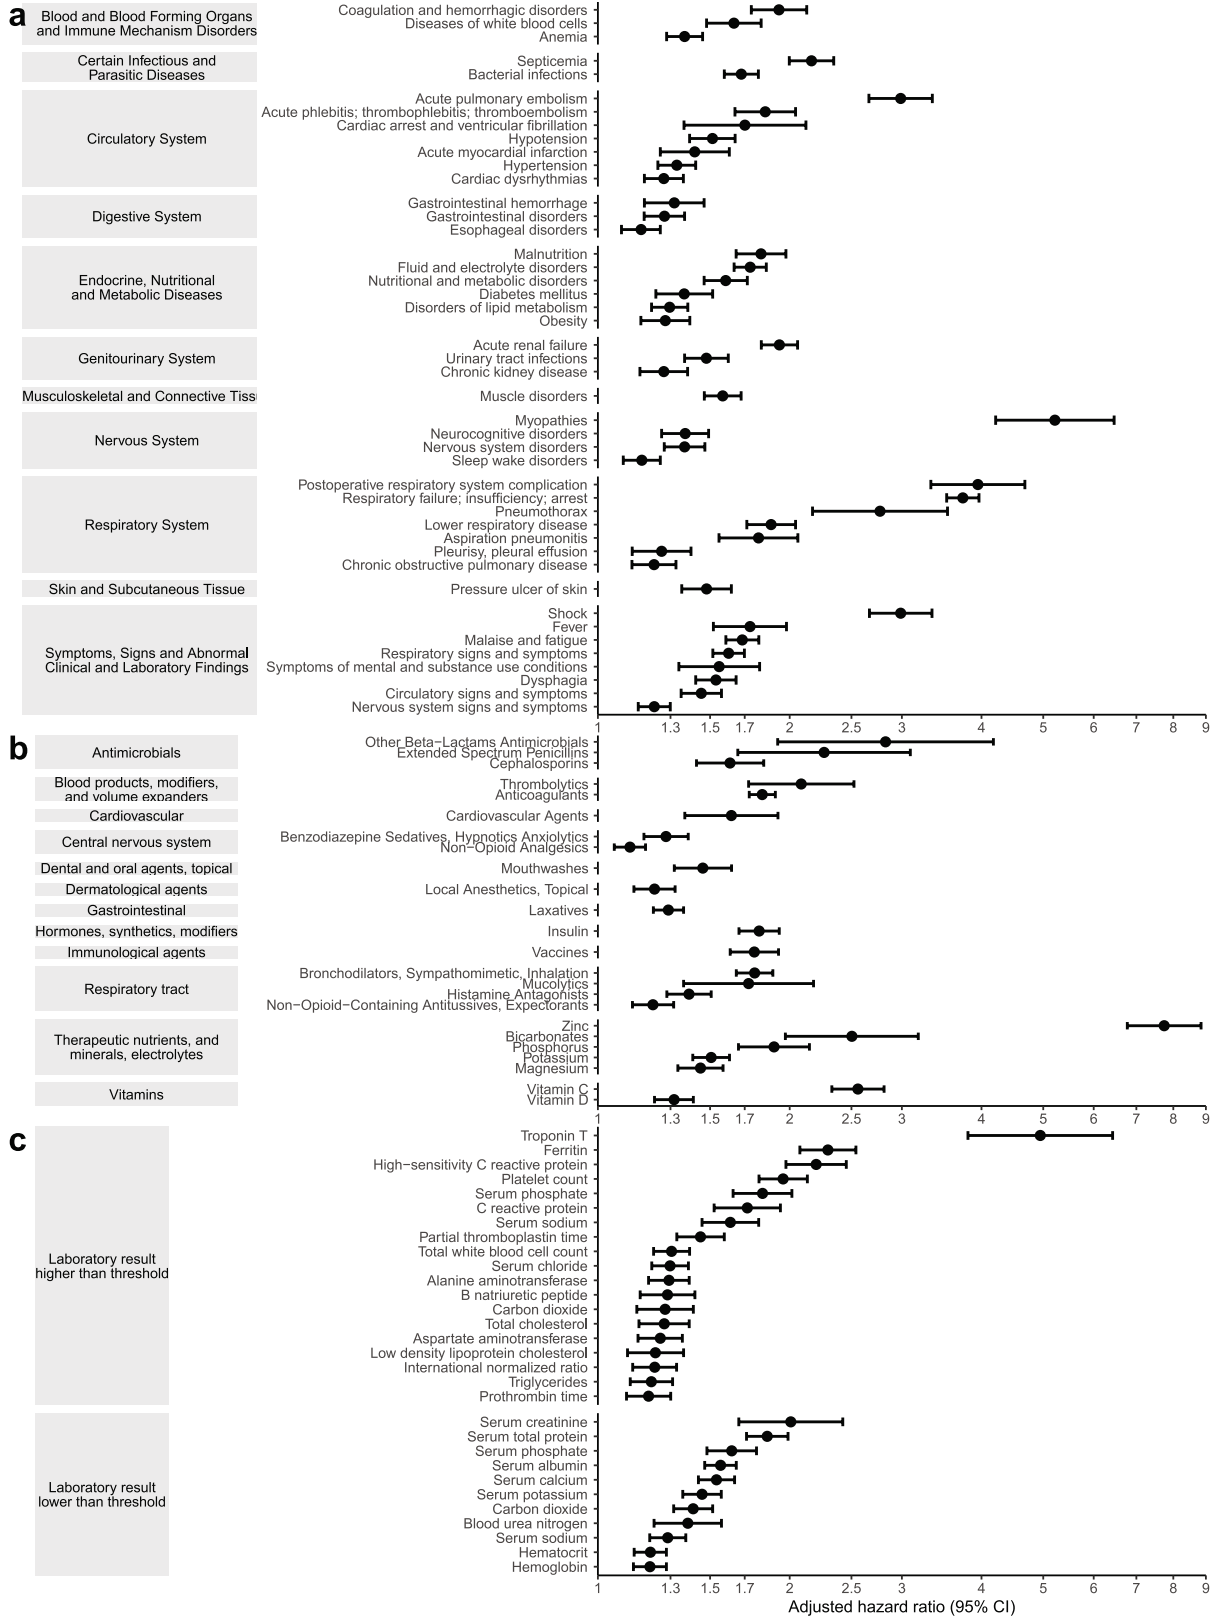 a
Blood and Blood Forming Organs
and Immune Mechanism Disorders
Coagulation and hemorrhagic disorders
Diseases of white blood cells
Anemia
Certain Infectious and
Parasitic Diseases
Septicemia
Bacterial infections
Circulatory System
Acute pulmonary embolism
Acute phlebitis; thrombophlebitis; thromboembolism
Cardiac arrest and ventricular fibrillation
Hypotension
Acute myocardial infarction
Hypertension
Cardiac dysrhythmias
Digestive System
Gastrointestinal hemorrhage
Gastrointestinal disorders
Esophageal disorders
Endocrine, Nutritional
and Metabolic Diseases
Malnutrition
Fluid and electrolyte disorders
Nutritional and metabolic disorders
Diabetes mellitus
Disorders of lipid metabolism
Obesity
Genitourinary System
Acute renal failure
Urinary tract infections
Chronic kidney disease
Musculoskeletal and Connective Tiss
Muscle disorders
Nervous System
Myopathies
Neurocognitive disorders
Nervous system disorders
Sleep wake disorders
Respiratory System
Postoperative respiratory system complication
Respiratory failure; insufficiency; arrest
Pneumothorax
Lower respiratory disease
Aspiration pneumonitis
Pleurisy, pleural effusion
Chronic obstructive pulmonary disease
Skin and Subcutaneous Tissue
Pressure ulcer of skin
Symptoms, Signs and Abnormal
Clinical and Laboratory Findings
Shock
Fever
Malaise and fatigue
Respiratory signs and symptoms
Symptoms of mental and substance use conditions
Dysphagia
Circulatory signs and symptoms
Nervous system signs and symptoms
1 1.3 1.5 1.7 2 2.5 3 4 5 6 7 8 9
b
Antimicrobials
Other Beta−Lactams Antimicrobials
Extended Spectrum Penicillins
Cephalosporins
Blood products, modifiers,
and volume expanders
Thrombolytics
Anticoagulants
Cardiovascular
Cardiovascular Agents
Central nervous system
Benzodiazepine Sedatives, Hypnotics Anxiolytics
Non−Opioid Analgesics
Dental and oral agents, topical
Mouthwashes
Dermatological agents
Local Anesthetics, Topical
Gastrointestinal
Laxatives
Hormones, synthetics, modifiers
Insulin
Immunological agents
Vaccines
Respiratory tract
Bronchodilators, Sympathomimetic, Inhalation
Mucolytics
Histamine Antagonists
Non−Opioid−Containing Antitussives, Expectorants
Therapeutic nutrients, and
minerals, electrolytes
Zinc
Bicarbonates
Phosphorus
Potassium
Magnesium
Vitamins
Vitamin C
Vitamin D
1 1.3 1.5 1.7 2 2.5 3 4 5 6 7 8 9
c
Laboratory result
higher than threshold
Troponin T
Ferritin
High−sensitivity C reactive protein
Platelet count
Serum phosphate
C reactive protein
Serum sodium
Partial thromboplastin time
Total white blood cell count
Serum chloride
Alanine aminotransferase
B natriuretic peptide
Carbon dioxide
Total cholesterol
Aspartate aminotransferase
Low density lipoprotein cholesterol
International normalized ratio
Triglycerides
Prothrombin time
Laboratory result
lower than threshold
Serum creatinine
Serum total protein
Serum phosphate
Serum albumin
Serum calcium
Serum potassium
Carbon dioxide
Blood urea nitrogen
Serum sodium
Hematocrit
Hemoglobin
1 1.3 1.5 1.7 2 2.5 3 4 5 6 7 8 9
Adjusted hazard ratio (95% CI)